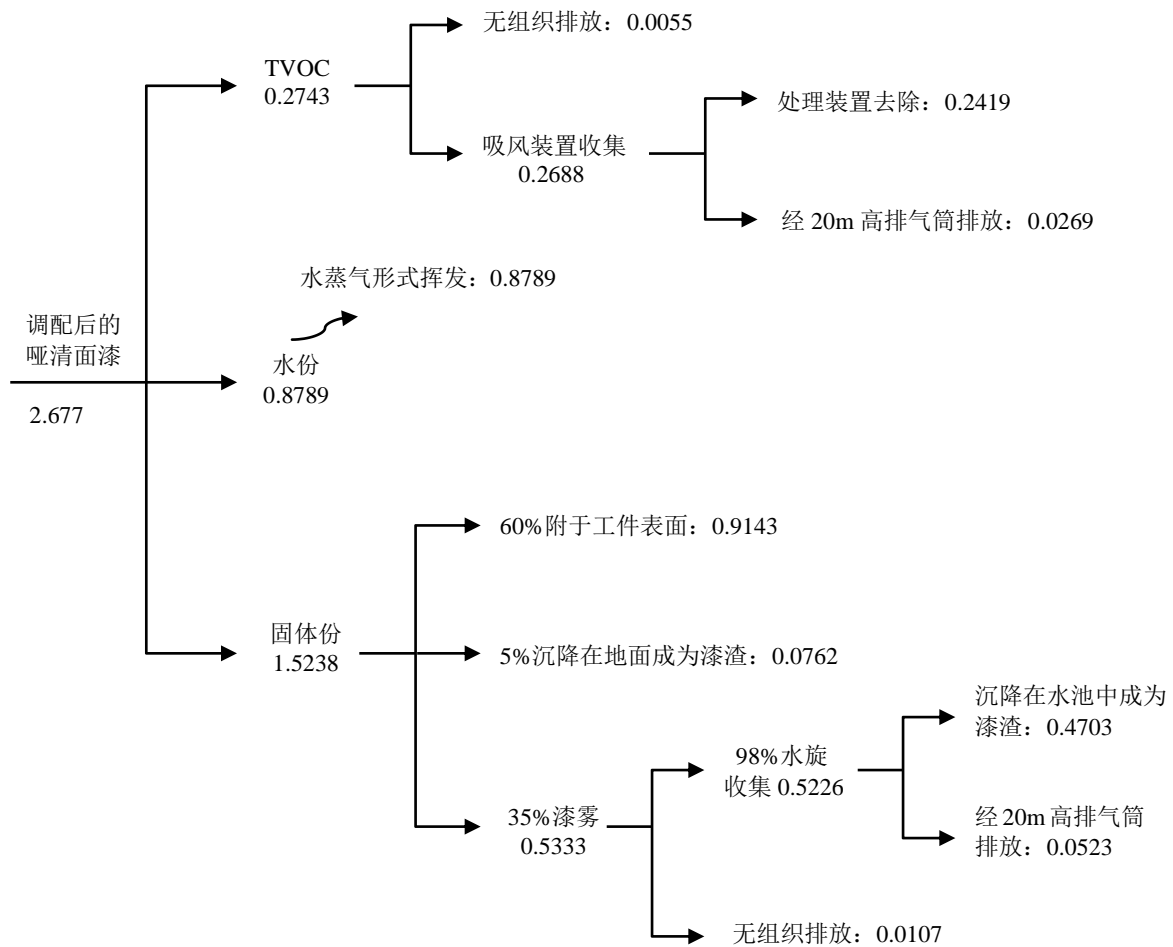 无组织排放：0.0055
TVOC
0.2743
处理装置去除：0.2419
吸风装置收集
0.2688
经 20m 高排气筒排放：0.0269
水蒸气形式挥发：0.8789
调配后的
哑清面漆
2.677
水份
0.8789
60%附于工件表面：0.9143
固体份
1.5238
5%沉降在地面成为漆渣：0.0762
沉降在水池中成为
漆渣：0.4703
98%水旋
收集 0.5226
35%漆雾
0.5333
经 20m 高排气筒
排放：0.0523
无组织排放：0.0107